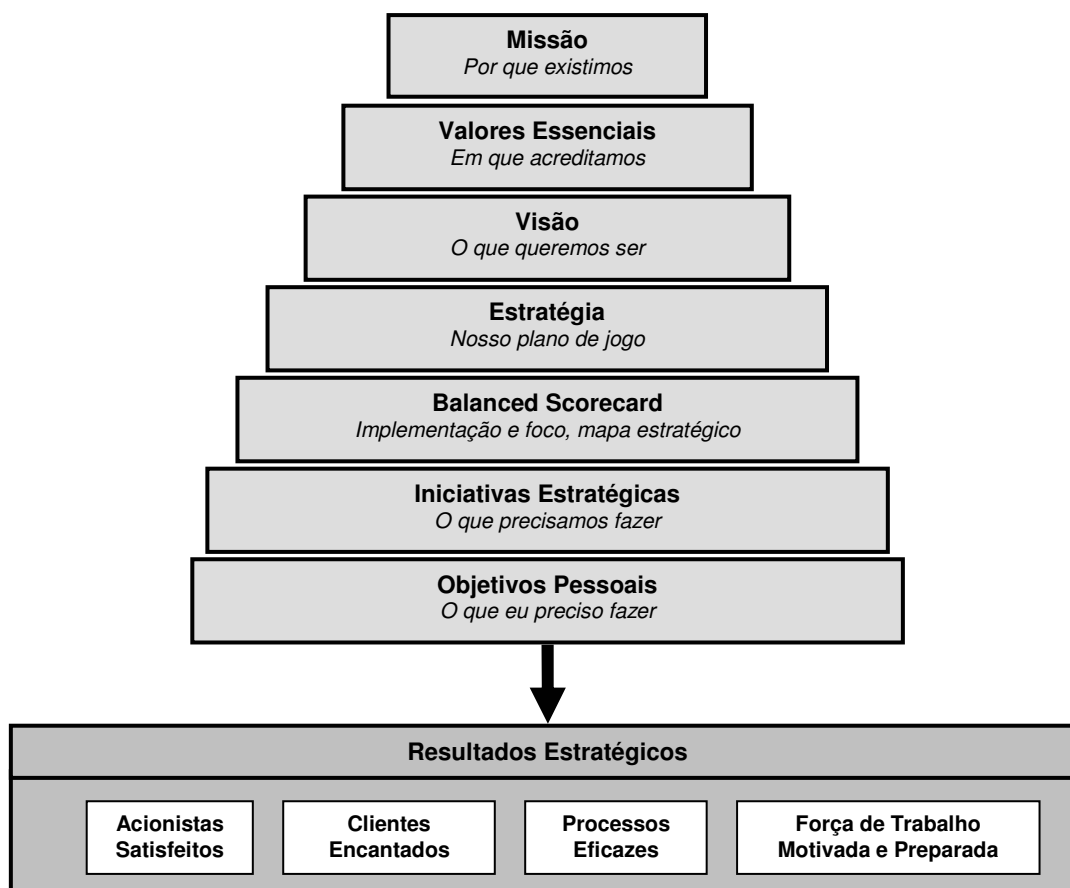 Missão
Por que existimos
Valores Essenciais
Em que acreditamos
Visão
O que queremos ser
Estratégia
Nosso plano de jogo
Balanced Scorecard
Implementação e foco, mapa estratégico
Iniciativas Estratégicas
O que precisamos fazer
Objetivos Pessoais
O que eu preciso fazer
Resultados Estratégicos
Acionistas
Satisfeitos
Clientes
Encantados
Processos
Eficazes
Força de Trabalho
Motivada e Preparada